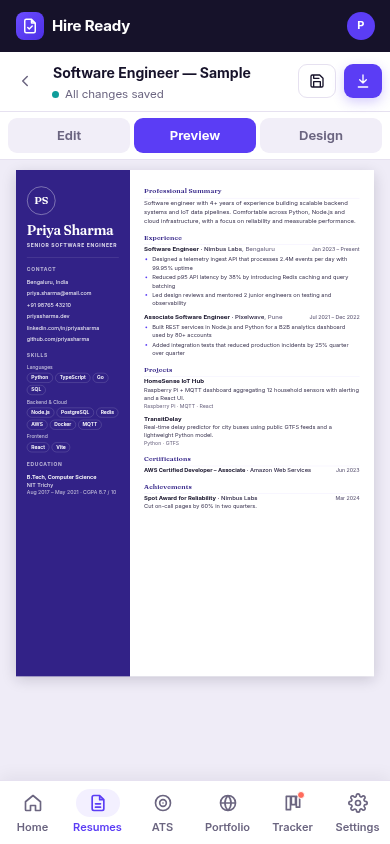 Hire Ready
P
Software Engineer — Sample
All changes saved
Edit
Preview
Design
PS
Priya Sharma
SENIOR SOFTWARE ENGINEER
CONTACT
Bengaluru, India
priya.sharma@email.com
+91 98765 43210
priyasharma.dev
linkedin.com/in/priyasharma
github.com/priyasharma
SKILLS
Languages
Python TypeScript Go
SQL
Backend & Cloud
Node.js PostgreSQL Redis
AWS Docker MQTT
Frontend
React Vite
EDUCATION
B.Tech, Computer Science
NIT Trichy
Aug 2017 – May 2021 · CGPA 8.7 / 10
Professional Summary
Software engineer with 4+ years of experience building scalable backend
systems and IoT data pipelines. Comfortable across Python, Node.js and
cloud infrastructure, with a focus on reliability and measurable performance.
Experience
Software Engineer · Nimbus Labs, Bengaluru Jan 2023 – Present
• Designed a telemetry ingest API that processes 2.4M events per day with
99.95% uptime
• Reduced p95 API latency by 38% by introducing Redis caching and query
batching
• Led design reviews and mentored 2 junior engineers on testing and
observability
Associate Software Engineer · Pixelwave, Pune Jul 2021 – Dec 2022
• Built REST services in Node.js and Python for a B2B analytics dashboard
used by 80+ accounts
• Added integration tests that reduced production incidents by 25% quarter
over quarter
Projects
HomeSense IoT Hub
Raspberry Pi + MQTT dashboard aggregating 12 household sensors with alerting
and a React UI.
Raspberry Pi · MQTT · React
TransitDelay
Real-time delay predictor for city buses using public GTFS feeds and a
lightweight Python model.
Python · GTFS
Certifications
AWS Certified Developer – Associate · Amazon Web Services Jun 2023
Achievements
Spot Award for Reliability · Nimbus Labs Mar 2024
Cut on-call pages by 60% in two quarters.
Home
Resumes
ATS
Portfolio
Tracker
Settings